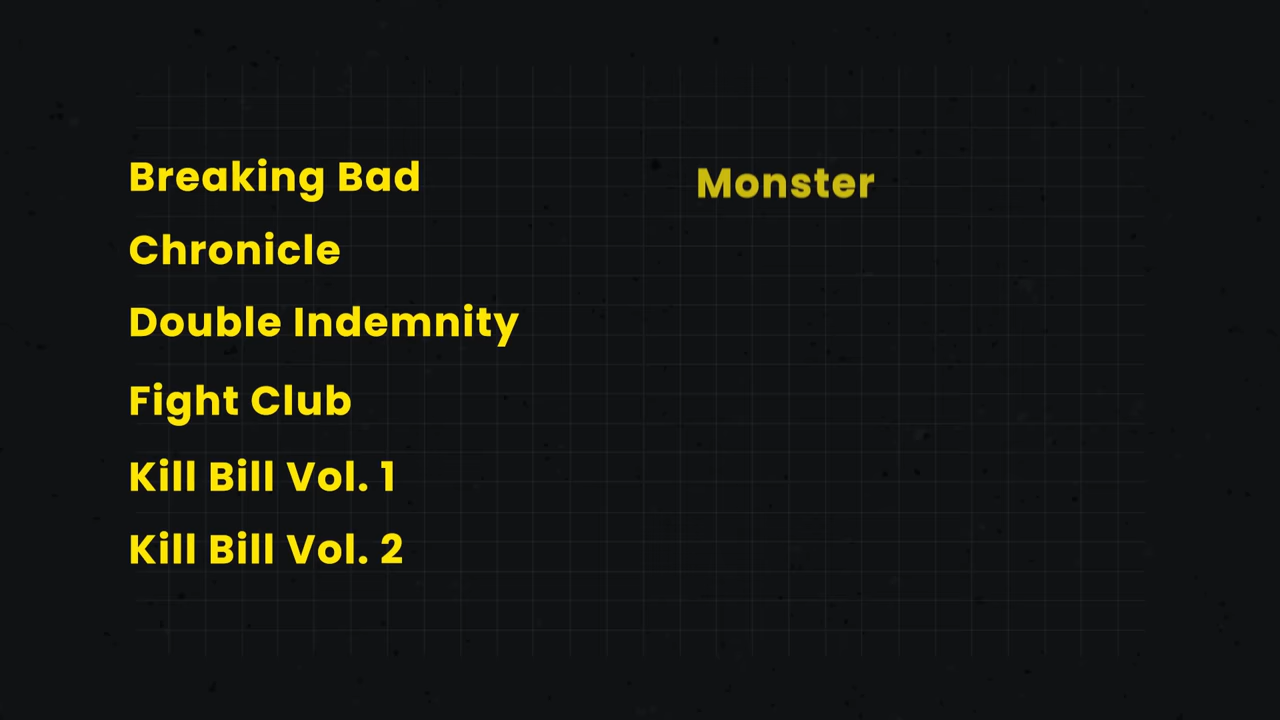 Breaking Bad
Chronicle
Double Indemnity
Fight Club
Kill Bill Vol. 1
Kill Bill Vol. 2
Monster